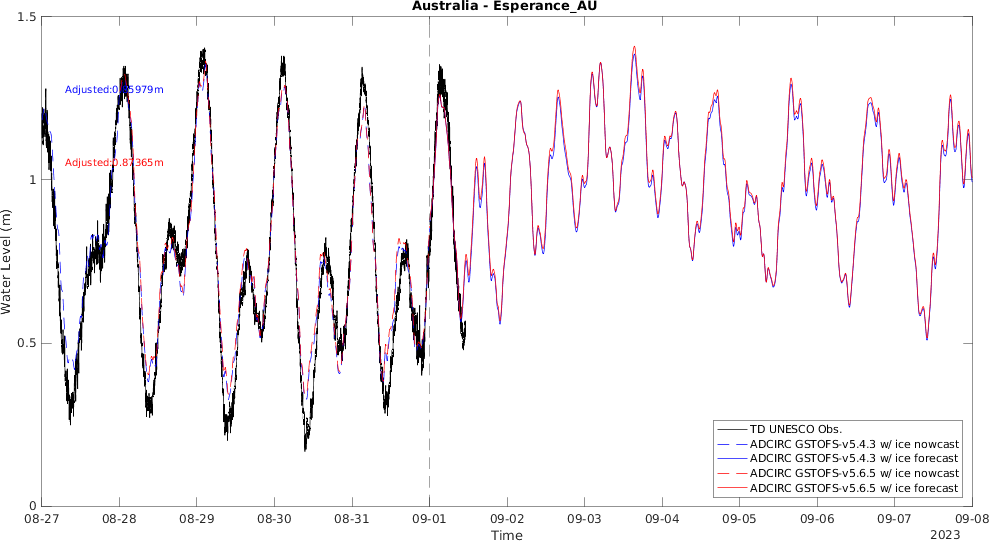 Australia - Esperance_AU
Water Level (m)
1.5
1
0.5
0
Adjusted:0.
5979m
Adjusted:0.87365m
TD UNESCO Obs.
ADCIRC GSTOFS-v5.4.3 w/ ice nowcast
ADCIRC GSTOFS-v5.4.3 w/ ice forecast
ADCIRC GSTOFS-v5.6.5 w/ ice nowcast
ADCIRC GSTOFS-v5.6.5 w/ ice forecast
08-27 08-28 08-29 08-30 08-31 09-01 09-02 09-03 09-04 09-05 09-06 09-07 09-08
Time
2023